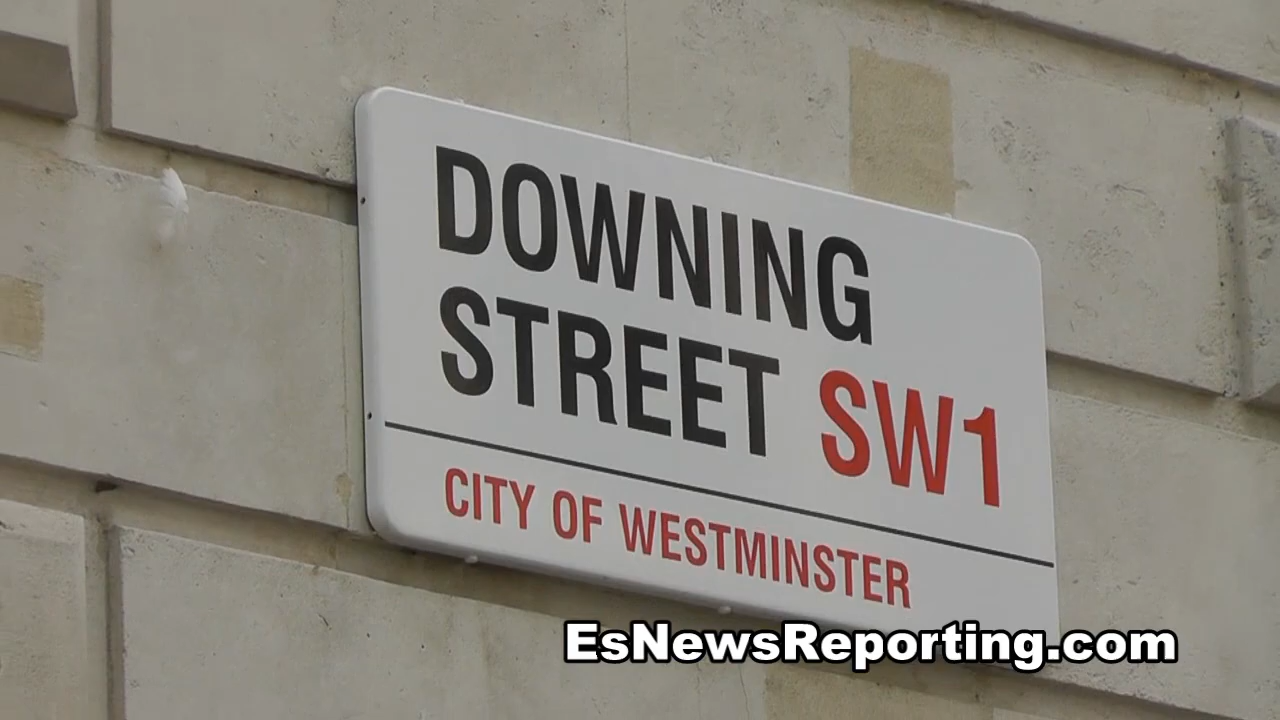 DOWNING
STREET SW1
CITY OF WESTMINSTER
EsNewsReporting.com